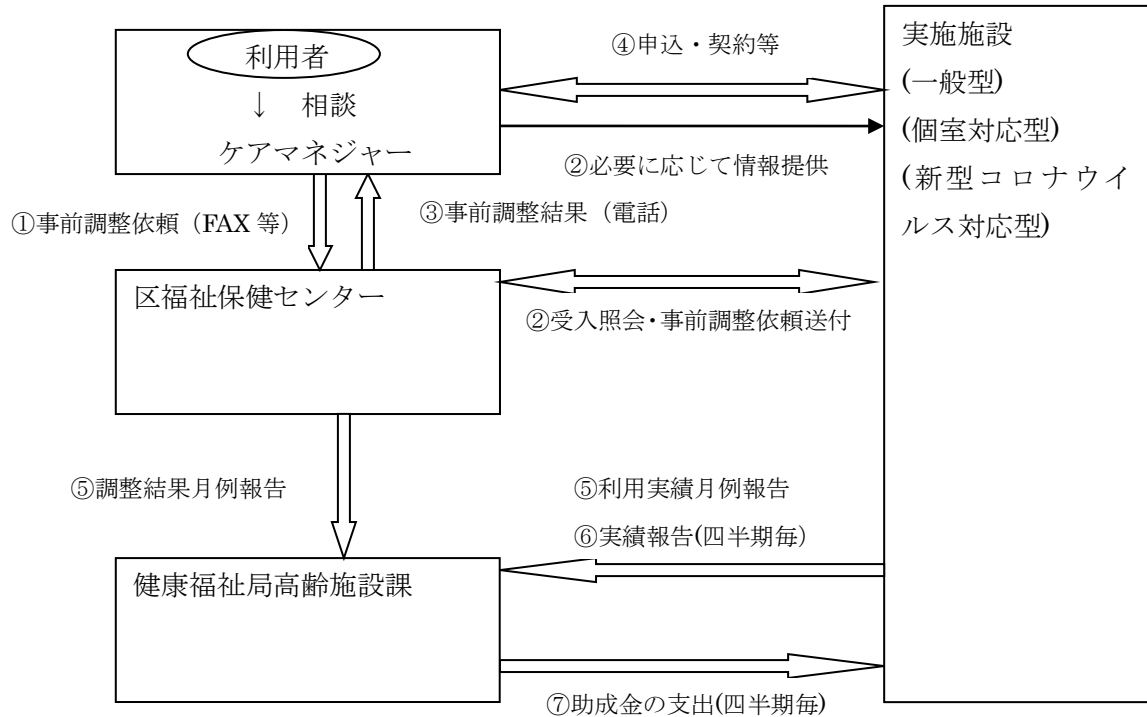 利用者
↓　相談
ケアマネジャー
④申込・契約等
②必要に応じて情報提供
実施施設
(一般型)
(個室対応型)
(新型コロナウイ
ルス対応型)
①事前調整依頼（FAX 等）
③事前調整結果（電話）
区福祉保健センター
②受入照会・事前調整依頼送付
⑤調整結果月例報告
⑤利用実績月例報告
⑥実績報告(四半期毎)
健康福祉局高齢施設課
⑦助成金の支出(四半期毎)